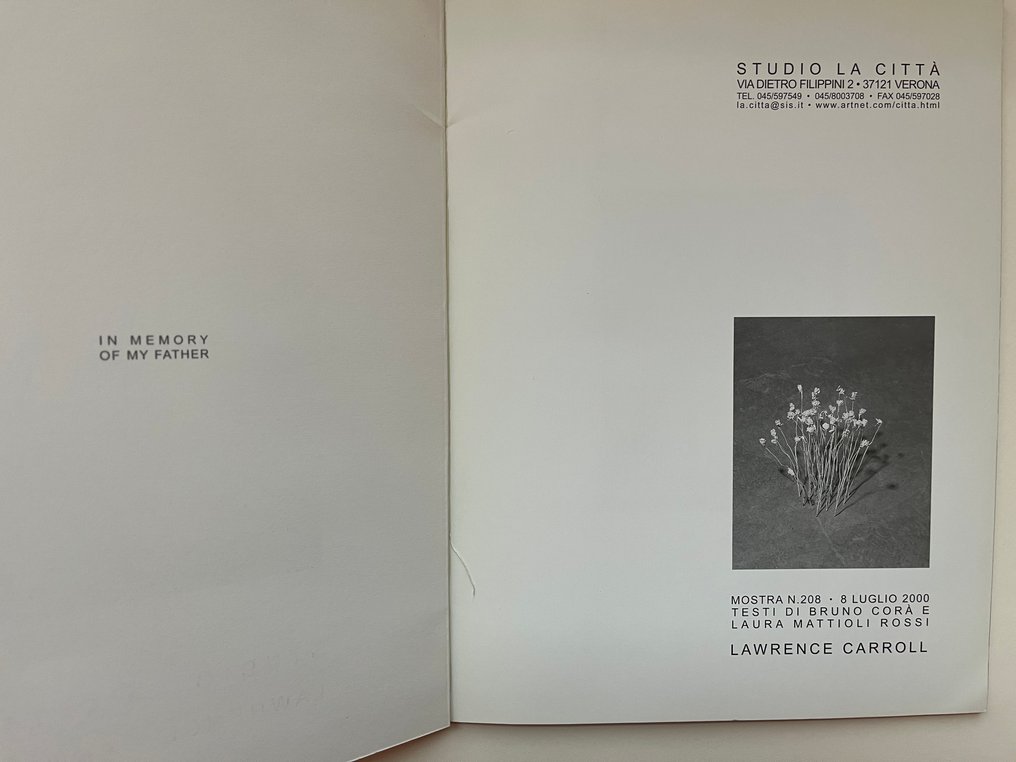 IN MEMORY
OF MY FATHER
STUDIO LA CITTÀ
VIA DIETRO FILIPPINI 2 • 37121 VERONA
TEL. 045/597549 • 045/8003708 • FAX 045/597028
la.citta@sis.it • www.artnet.com/citta.html
MOSTRA N.208 • 8 LUGLIO 2000
TESTI DI BRUNO CORÀ E
LAURA MATTIOLI ROSSI
LAWRENCE CARROLL